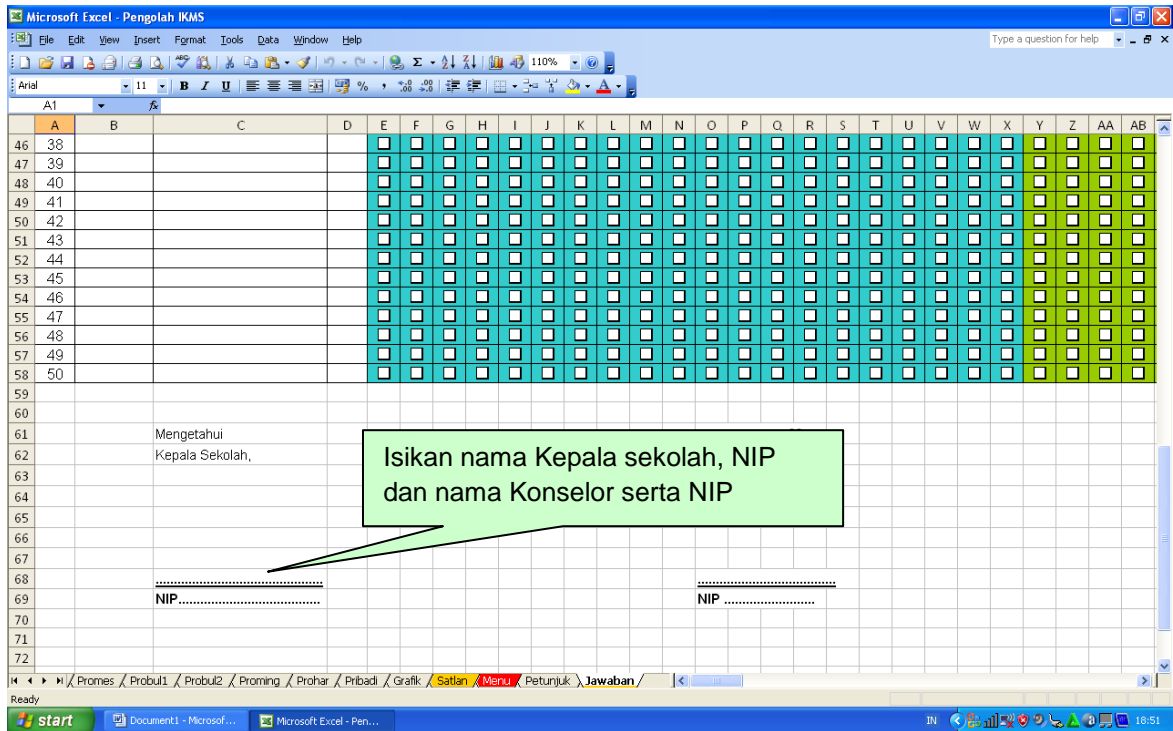 Microsoft Excel - Pengolah IKMS
File Edit View Insert Format Tools Data Window Help
Type a question for help
110%
Arial 11 B I U
A1 fx
A B C D E F G H I J K L M N O P Q R S T U V W X Y Z AA AB
46 38
47 39
48 40
49 41
50 42
51 43
52 44
53 45
54 46
55 47
56 48
57 49
58 50
59
60
61 Mengetahui
62 Kepala Sekolah,
Isikan nama Kepala sekolah, NIP
dan nama Konselor serta NIP
63
64
65
66
67
68 .............................................. ......................................
69 NIP....................................... NIP .........................
70
71
72
Promes Probul1 Probul2 Proming Prohar Pribadi Grafik Satlan Menu Petunjuk Jawaban
Ready
start Document1 - Microsof... Microsoft Excel - Pen... IN 18:51